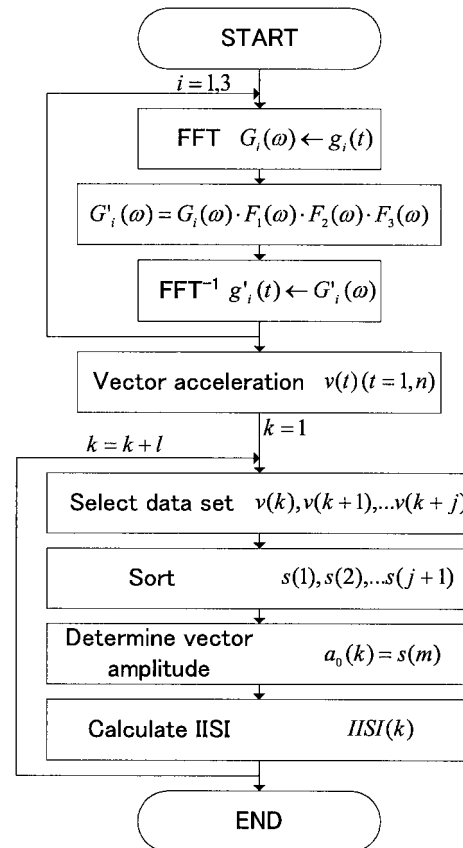 START
i = 1,3
FFT G_i(ω) ← g_i(t)
G'_i(ω) = G_i(ω) · F_1(ω) · F_2(ω) · F_3(ω)
FFT⁻¹ g'_i(t) ← G'_i(ω)
Vector acceleration v(t)(t = 1, n)
k = 1
k = k + l
Select data set v(k), v(k + 1),...v(k + j)
Sort s(1), s(2),...s(j + 1)
Determine vector
amplitude a_0(k) = s(m)
Calculate IISI IISI(k)
END